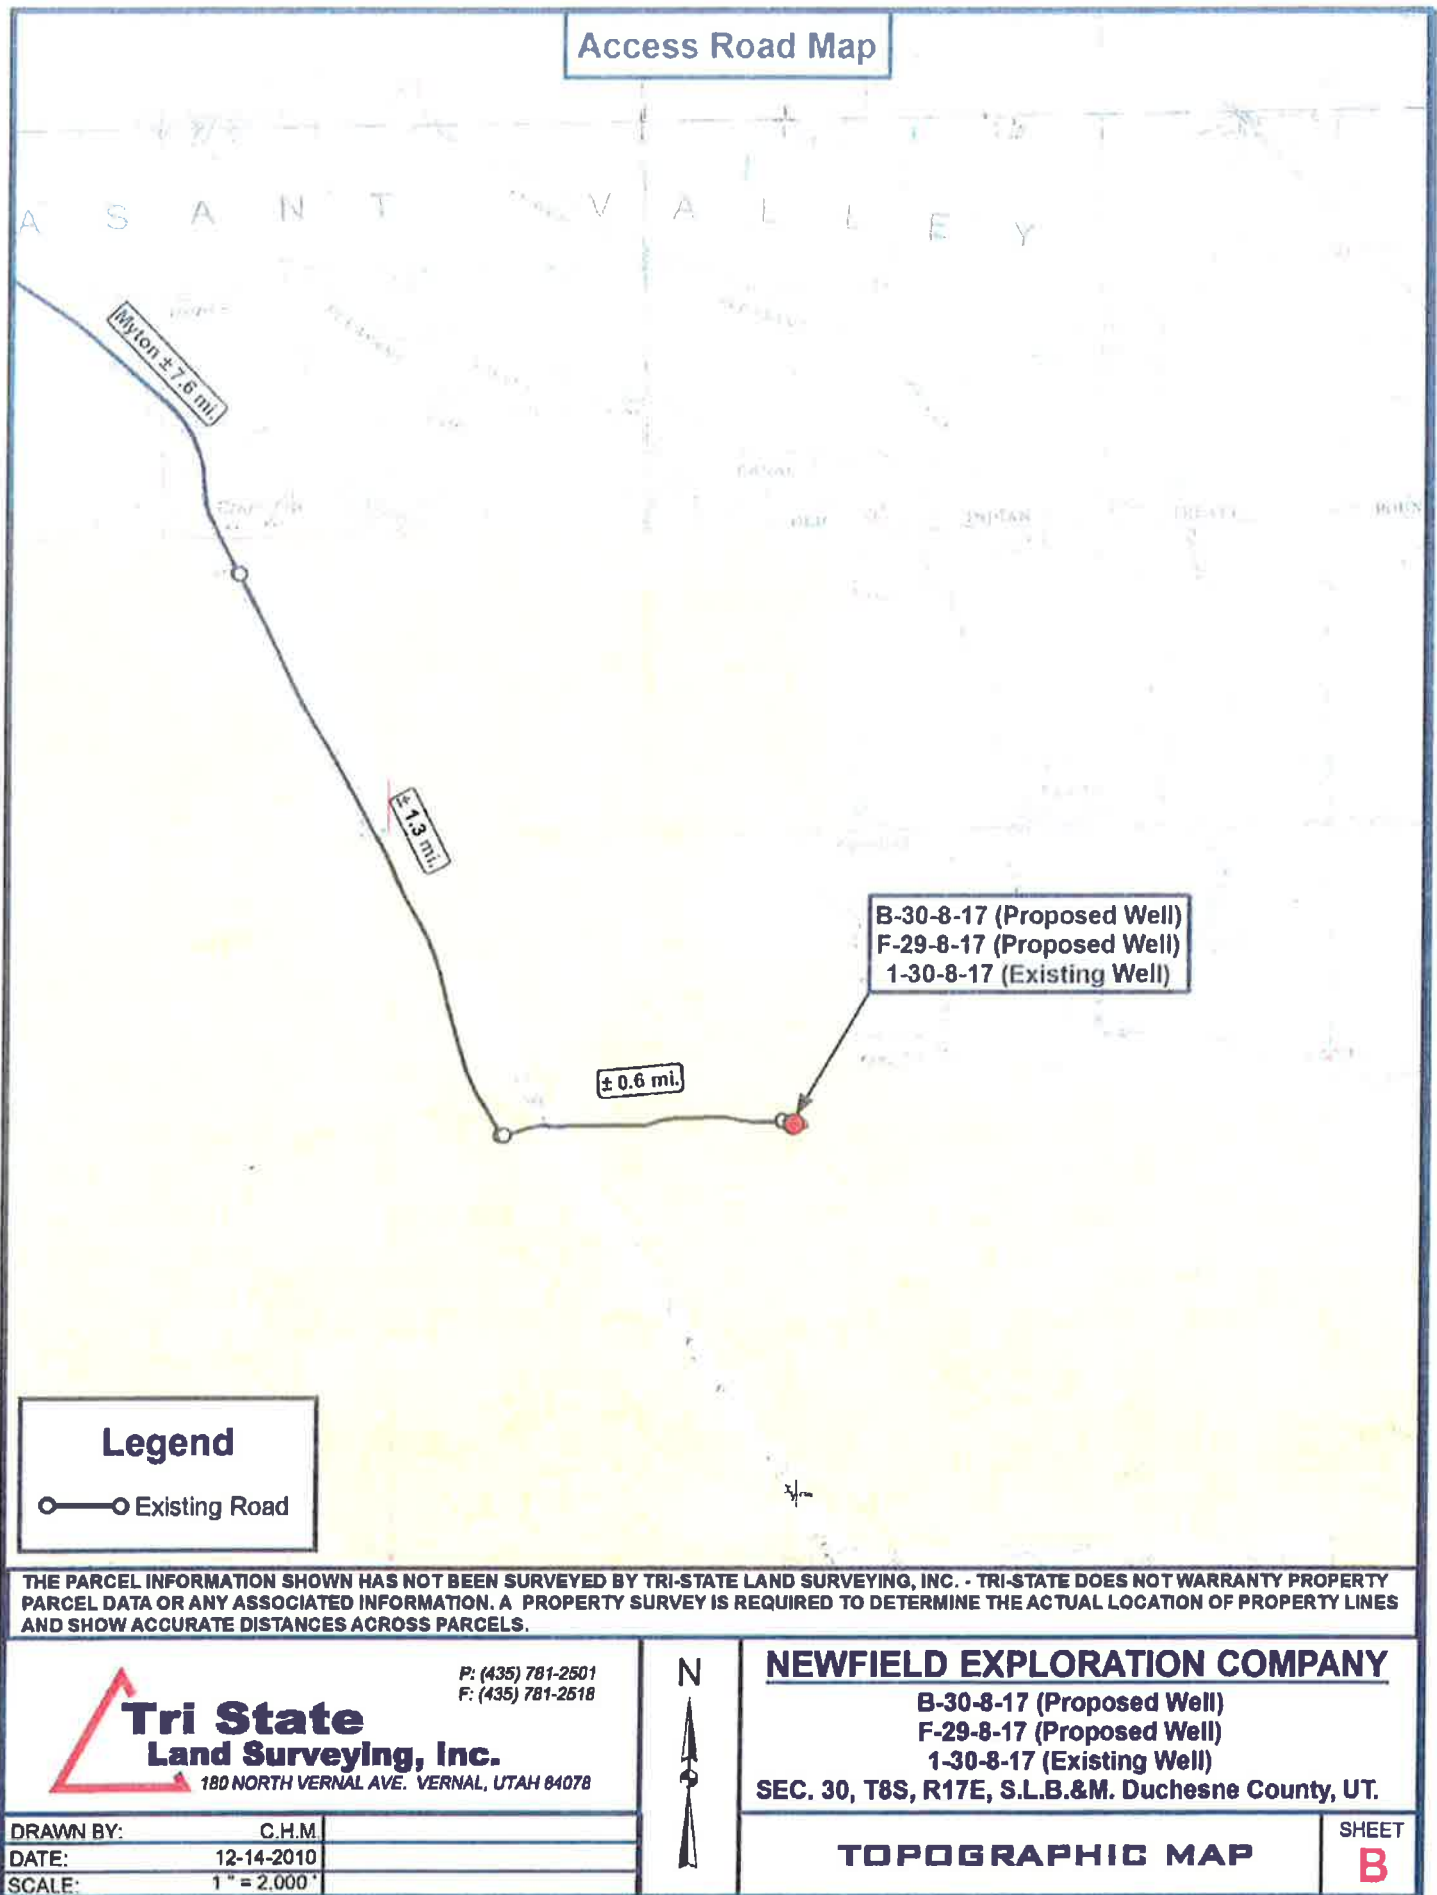 Access Road Map
A S A N T V A L L E Y
Myton ± 7.6 mi.
CANAL
OLD INDIAN TREATY
± 1.3 mi.
B-30-8-17 (Proposed Well)
F-29-8-17 (Proposed Well)
1-30-8-17 (Existing Well)
± 0.6 mi.
Legend
Existing Road
THE PARCEL INFORMATION SHOWN HAS NOT BEEN SURVEYED BY TRI-STATE LAND SURVEYING, INC. - TRI-STATE DOES NOT WARRANTY PROPERTY
PARCEL DATA OR ANY ASSOCIATED INFORMATION. A PROPERTY SURVEY IS REQUIRED TO DETERMINE THE ACTUAL LOCATION OF PROPERTY LINES
AND SHOW ACCURATE DISTANCES ACROSS PARCELS.
P: (435) 781-2501
F: (435) 781-2518
Tri State
Land Surveying, Inc.
180 NORTH VERNAL AVE. VERNAL, UTAH 84078
N
NEWFIELD EXPLORATION COMPANY
B-30-8-17 (Proposed Well)
F-29-8-17 (Proposed Well)
1-30-8-17 (Existing Well)
SEC. 30, T8S, R17E, S.L.B.&M. Duchesne County, UT.
DRAWN BY: C.H.M.
DATE: 12-14-2010
SCALE: 1 " = 2,000 '
TOPOGRAPHIC MAP
SHEET
B